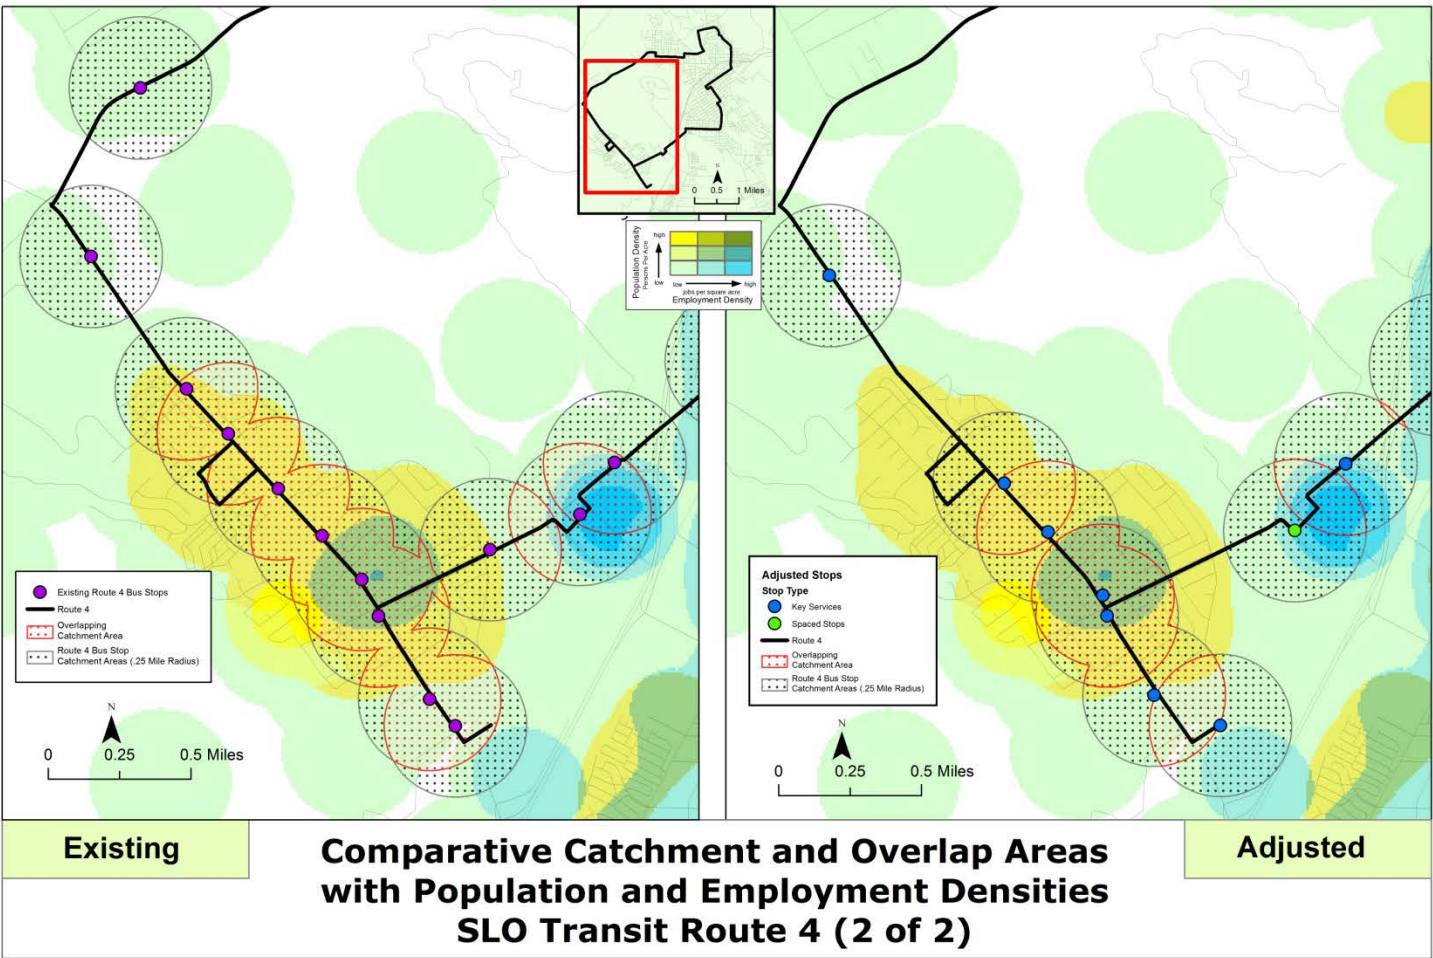 N
0 0.5 1 Miles
Population Density
Persons Per Acre
high
low
low high
jobs per square acre
Employment Density
Existing Route 4 Bus Stops
Route 4
Overlapping
Catchment Area
Route 4 Bus Stop
Catchment Areas (.25 Mile Radius)
N
0 0.25 0.5 Miles
Adjusted Stops
Stop Type
Key Services
Spaced Stops
Route 4
Overlapping
Catchment Area
Route 4 Bus Stop
Catchment Areas (.25 Mile Radius)
N
0 0.25 0.5 Miles
Existing
Comparative Catchment and Overlap Areas
with Population and Employment Densities
SLO Transit Route 4 (2 of 2)
Adjusted